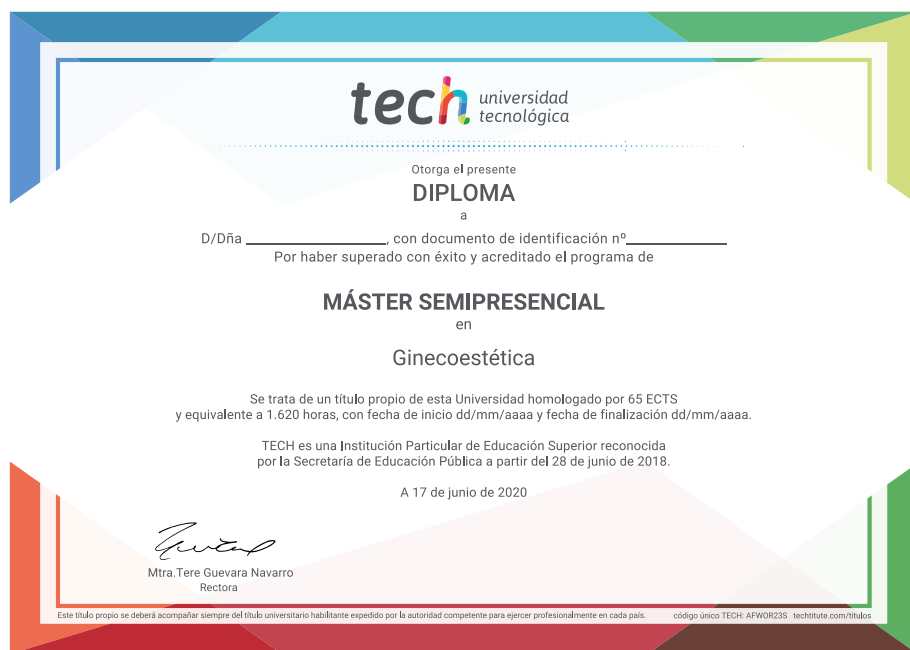 tech universidad
tecnológica
Otorga el presente
DIPLOMA
a
D/Dña ____________________, con documento de identificación nº______________
Por haber superado con éxito y acreditado el programa de
MÁSTER SEMIPRESENCIAL
en
Ginecoestética
Se trata de un título propio de esta Universidad homologado por 65 ECTS
y equivalente a 1.620 horas, con fecha de inicio dd/mm/aaaa y fecha de finalización dd/mm/aaaa.
TECH es una Institución Particular de Educación Superior reconocida
por la Secretaría de Educación Pública a partir del 28 de junio de 2018.
A 17 de junio de 2020
Mtra.Tere Guevara Navarro
Rectora
Este título propio se deberá acompañar siempre del título universitario habilitante expedido por la autoridad competente para ejercer profesionalmente en cada país. código único TECH: AFWOR23S techtitute.com/titulos